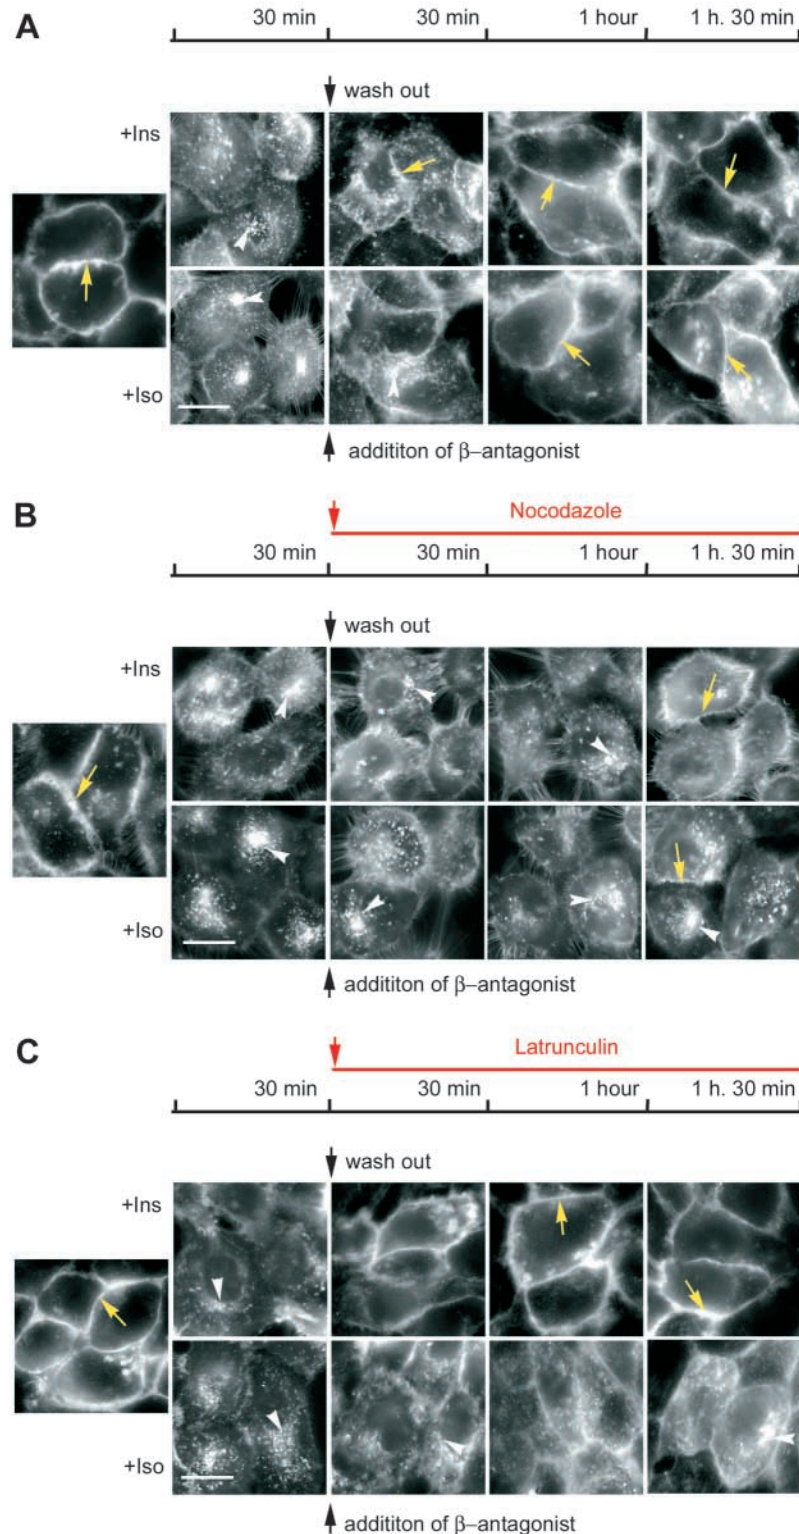 A
30 min 30 min 1 hour 1 h. 30 min
wash out
+Ins
+Iso
addititon of β–antagonist
B
Nocodazole
30 min 30 min 1 hour 1 h. 30 min
wash out
+Ins
+Iso
addititon of β–antagonist
C
Latrunculin
30 min 30 min 1 hour 1 h. 30 min
wash out
+Ins
+Iso
addititon of β–antagonist